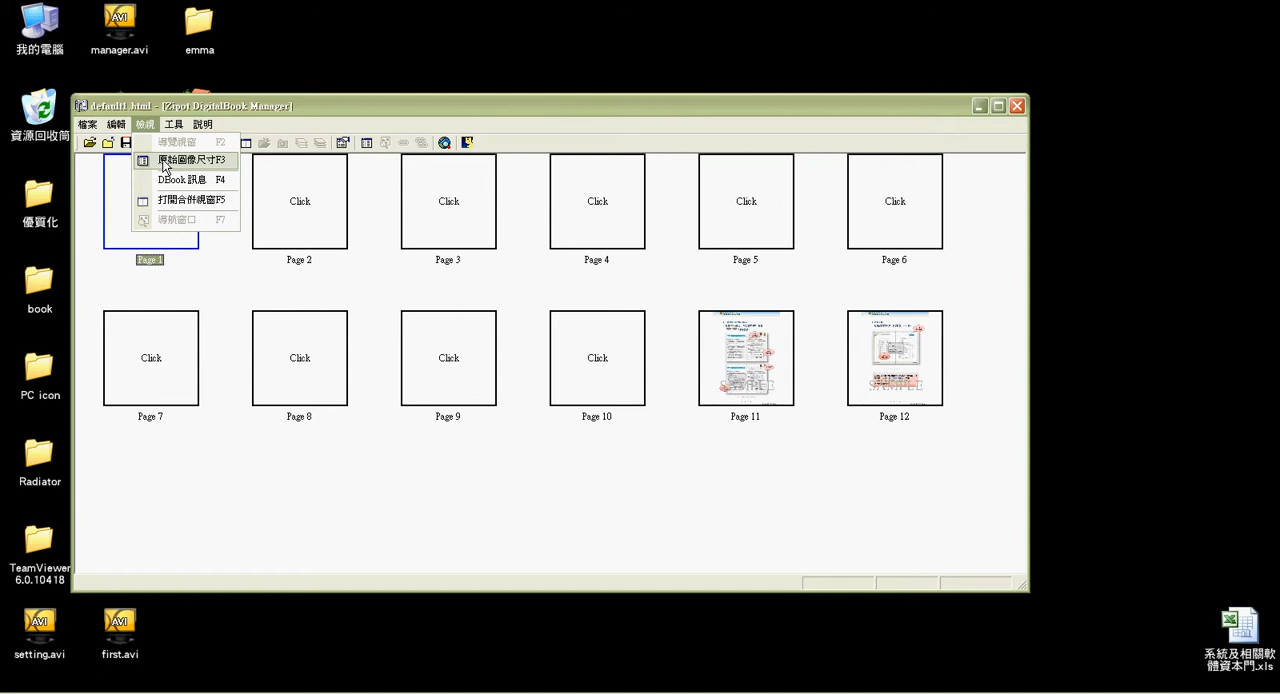 我的電腦
manager.avi
emma
資源回收筒
優質化
book
PC icon
Radiator
TeamViewer
6.0.10418
setting.avi
first.avi
系統及相關軟
體資本門.xls
default1.html - [Zipot DigitalBook Manager]
檔案 編輯 檢視 工具 說明
導覽視窗 F2
原始圖像尺寸F3
DBook 訊息 F4
打開合併視窗F5
導航窗口 F7
Click
Click
Click
Click
Click
Page 1
Page 2
Page 3
Page 4
Page 5
Page 6
Click
Click
Click
Click
SAMPLE
SAMPLE
Page 7
Page 8
Page 9
Page 10
Page 11
Page 12